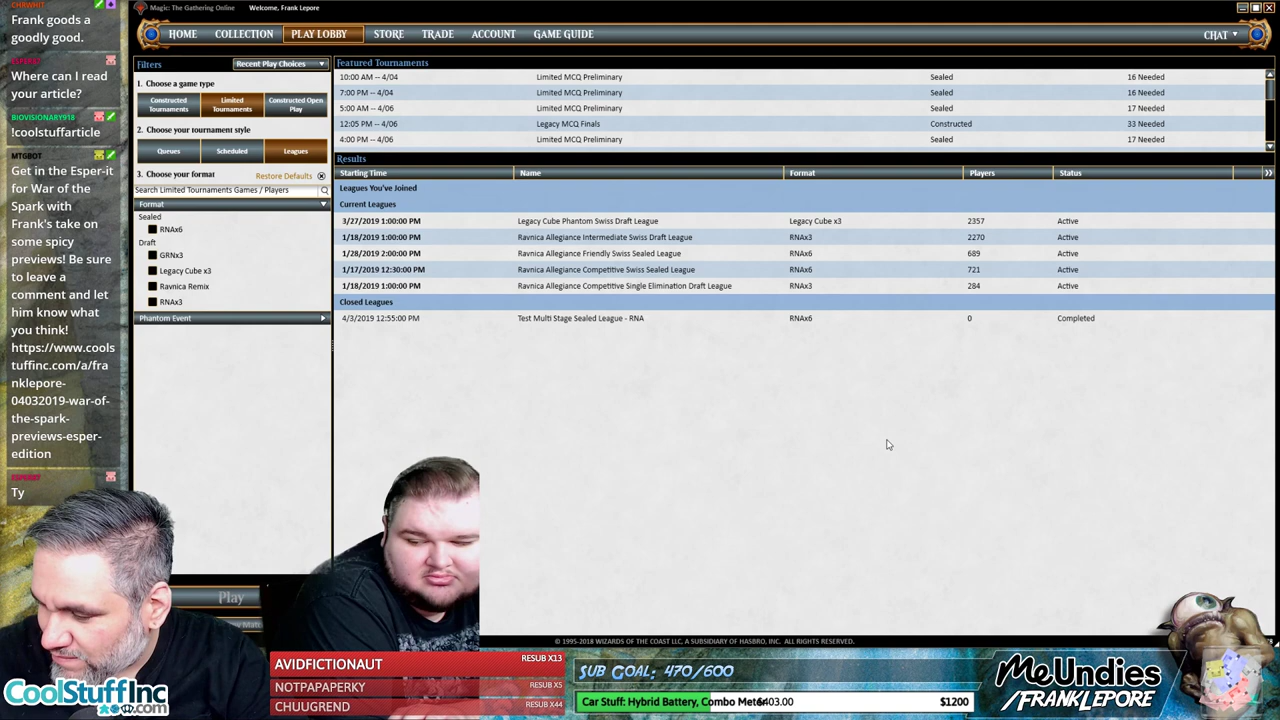 CHRWHIT
Frank goods a
goodly good.
Where can I read
your article?
BIOVISIONARY918
!coolstuffarticle
MTGBOT
Get in the Esper-it
for War of the
Spark with
Frank's take on
some spicy
previews! Be sure
to leave a
comment and let
him know what
you think!
https://www.cools
tuffinc.com/a/fra
nklepore-
04032019-war-of-
the-spark-
previews-esper-
edition
Ty
Magic: The Gathering Online
Welcome, Frank Lepore
HOME
COLLECTION
PLAY LOBBY
STORE
TRADE
ACCOUNT
GAME GUIDE
CHAT
Filters
Recent Play Choices
1. Choose a game type
Constructed Tournaments
Limited Tournaments
Constructed Open Play
2. Choose your tournament style
Queues
Scheduled
Leagues
3. Choose your format
Restore Defaults
Search Limited Tournaments Games / Players
Format
Sealed
RNAx6
Draft
GRNx3
Legacy Cube x3
Ravnica Remix
RNAx3
Phantom Event
Play
Featured Tournaments
10:00 AM -- 4/04 Limited MCQ Preliminary Sealed 16 Needed
7:00 PM -- 4/04 Limited MCQ Preliminary Sealed 16 Needed
5:00 AM -- 4/06 Limited MCQ Preliminary Sealed 17 Needed
12:05 PM -- 4/06 Legacy MCQ Finals Constructed 33 Needed
4:00 PM -- 4/06 Limited MCQ Preliminary Sealed 17 Needed
Results
Starting Time Name Format Players Status
Leagues You've Joined
Current Leagues
3/27/2019 1:00:00 PM Legacy Cube Phantom Swiss Draft League Legacy Cube x3 2357 Active
1/18/2019 1:00:00 PM Ravnica Allegiance Intermediate Swiss Draft League RNAx3 2270 Active
1/28/2019 2:00:00 PM Ravnica Allegiance Friendly Swiss Sealed League RNAx6 689 Active
1/17/2019 12:30:00 PM Ravnica Allegiance Competitive Swiss Sealed League RNAx6 721 Active
1/18/2019 1:00:00 PM Ravnica Allegiance Competitive Single Elimination Draft League RNAx3 284 Active
Closed Leagues
4/3/2019 12:55:00 PM Test Multi Stage Sealed League - RNA RNAx6 0 Completed
© 1995-2018 WIZARDS OF THE COAST LLC, A SUBSIDIARY OF HASBRO, INC. ALL RIGHTS RESERVED.
AVIDFICTIONAUT RESUB X13
NOTPAPAPERKY RESUB X5
CHUUGREND RESUB X44
SUB GOAL: 470/600
Car Stuff: Hybrid Battery, Combo Meter $403.00 $1200
MeUndies
/FRANKLEPORE
CoolStuffInc
.com